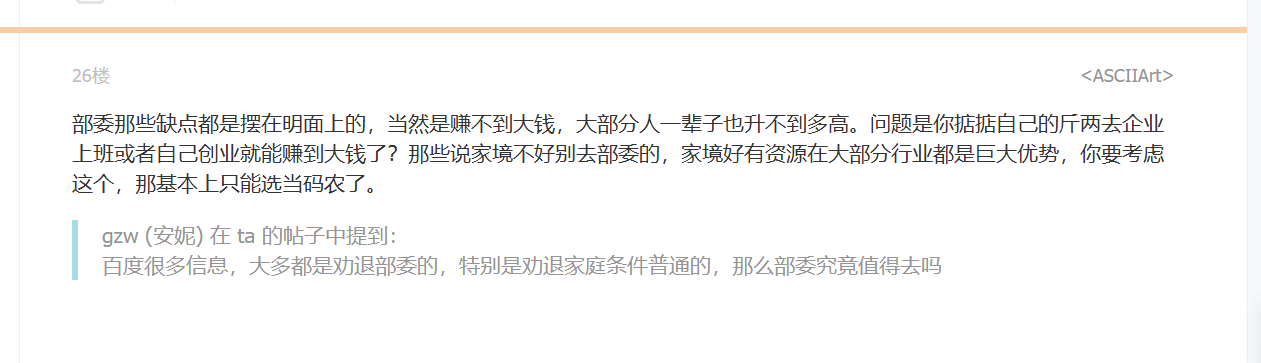 26楼 <ASCIIArt>
部委那些缺点都是摆在明面上的，当然是赚不到大钱，大部分人一辈子也升不到多高。问题是你掂掂自己的斤两去企业
上班或者自己创业就能赚到大钱了？那些说家境不好别去部委的，家境好有资源在大部分行业都是巨大优势，你要考虑
这个，那基本上只能选当码农了。
gzw (安妮) 在 ta 的帖子中提到：
百度很多信息，大多都是劝退部委的，特别是劝退家庭条件普通的，那么部委究竟值得去吗